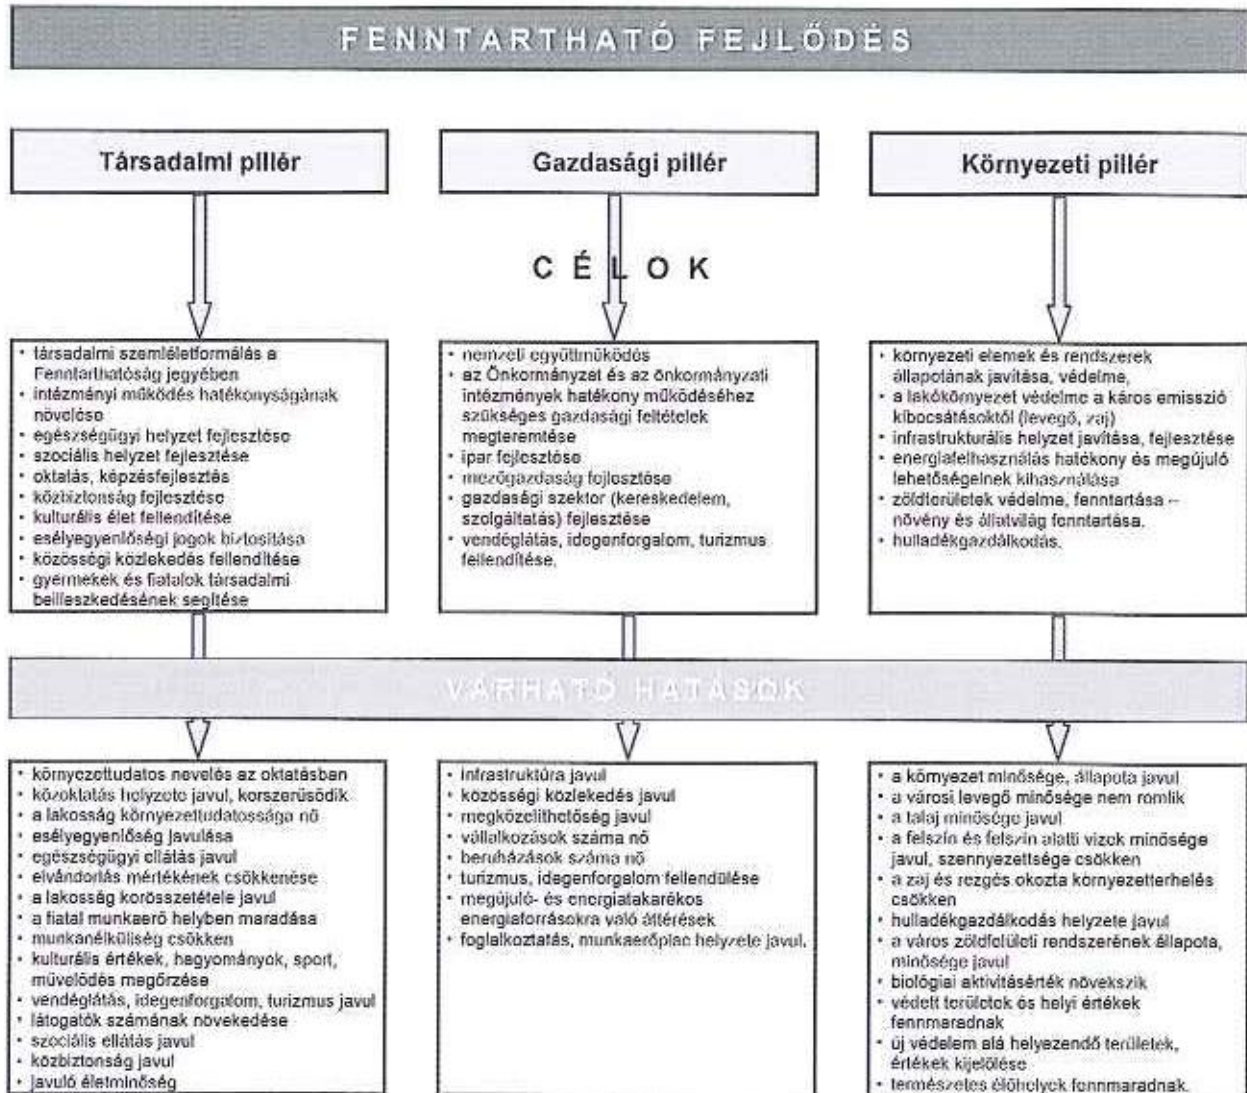 FENNTARTHATÓ FEJLŐDÉS
Társadalmi pillér
Gazdasági pillér
Környezeti pillér
CÉLOK
• társadalmi szemléletformálás a
Fenntarthatóság jegyében
• intézményi működés hatékonyságának
növelése
• egészségügyi helyzet fejlesztése
• szociális helyzet fejlesztése
• oktatás, képzésfejlesztés
• közbiztonság fejlesztése
• kulturális élet fellendítése
• esélyegyenlőségi jogok biztosítása
• közösségi közlekedés fellendítése
• gyermekek és fiatalok társadalmi
beilleszkedésének segítése
• nemzeti együttműködés
• az Önkormányzat és az önkormányzati
intézmények hatékony működéséhez
szükséges gazdasági feltételek
megteremtése
• ipar fejlesztése
• mezőgazdaság fejlesztése
• gazdasági szektor (kereskedelem,
szolgáltatás) fejlesztése
• vendéglátás, idegenforgalom, turizmus
fellendítése.
• környezeti elemek és rendszerek
állapotának javítása, védelme,
• a lakókörnyezet védelme a káros emisszió
kibocsátásoktól (levegő, zaj)
• infrastrukturális helyzet javítása, fejlesztése
• energiafelhasználás hatékony és megújuló
lehetőségeinek kihasználása
• zöldterületek védelme, fenntartása –
növény és állatvilág fenntartása.
• hulladékgazdálkodás.
VÁRHATÓ HATÁSOK
• környezettudatos nevelés az oktatásban
• közoktatás helyzete javul, korszerűsödik
• a lakosság környezettudatossága nő
• esélyegyenlőség javulása
• egészségügyi ellátás javul
• elvándorlás mértékének csökkenése
• a lakosság korösszetétele javul
• a fiatal munkaerő helyben maradása
• munkanélküliség csökken
• kulturális értékek, hagyományok, sport,
művelődés megőrzése
• vendéglátás, idegenforgalom, turizmus javul
• látogatók számának növekedése
• szociális ellátás javul
• közbiztonság javul
• javuló életminőség
• infrastruktúra javul
• közösségi közlekedés javul
• megközelíthetőség javul
• vállalkozások száma nő
• beruházások száma nő
• turizmus, idegenforgalom fellendülése
• megújuló- és energiatakarékos
energiaforrásokra való áttérések
• foglalkoztatás, munkaerőpiac helyzete javul.
• a környezet minősége, állapota javul
• a városi levegő minősége nem romlik
• a talaj minősége javul
• a felszín és felszín alatti vizek minősége
javul, szennyezettsége csökken
• a zaj és rezgés okozta környezetterhelés
csökken
• hulladékgazdálkodás helyzete javul
• a város zöldfelületi rendszerének állapota,
minősége javul
• biológiai aktivitásérték növekszik
• védett területek és helyi értékek
fennmaradnak
• új védelem alá helyezendő területek,
értékek kijelölése
• természetes élőhelyek fennmaradnak.